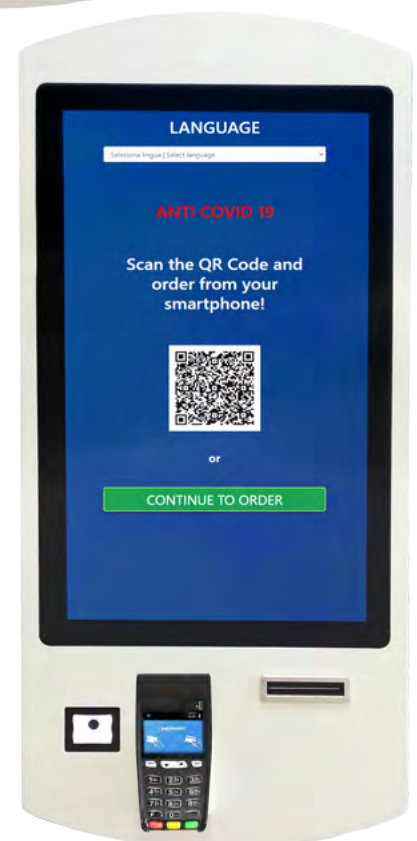 LANGUAGE
Seleziona lingua | Select language
ANTI COVID 19
Scan the QR Code and
order from your
smartphone!
or
CONTINUE TO ORDER